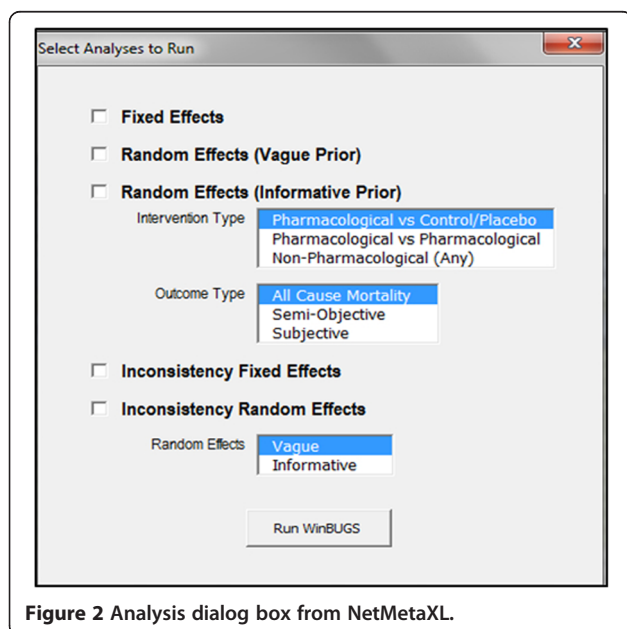 Select Analyses to Run
Fixed Effects
Random Effects (Vague Prior)
Random Effects (Informative Prior)
Intervention Type
Pharmacological vs Control/Placebo
Pharmacological vs Pharmacological
Non-Pharmacological (Any)
Outcome Type
All Cause Mortality
Semi-Objective
Subjective
Inconsistency Fixed Effects
Inconsistency Random Effects
Random Effects
Vague
Informative
Run WinBUGS
Figure 2 Analysis dialog box from NetMetaXL.